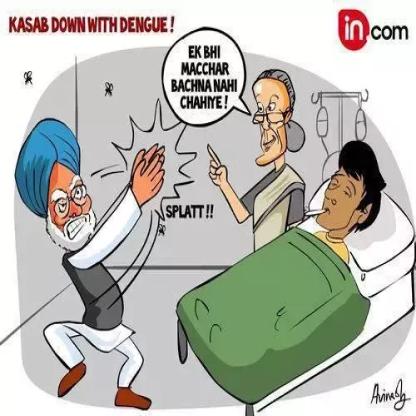 KASAB DOWN WITH DENGUE !
in.com
EK BHI
MACCHAR
BACHNA NAHI
CHAHIYE !
SPLATT !!